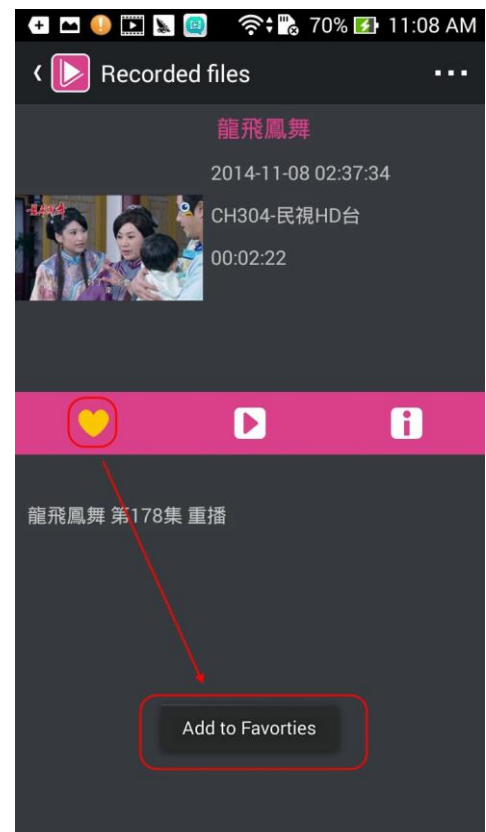 70% 11:08 AM
Recorded files
龍飛鳳舞
2014-11-08 02:37:34
CH304-民視HD台
00:02:22
龍飛鳳舞 第178集 重播
Add to Favorties